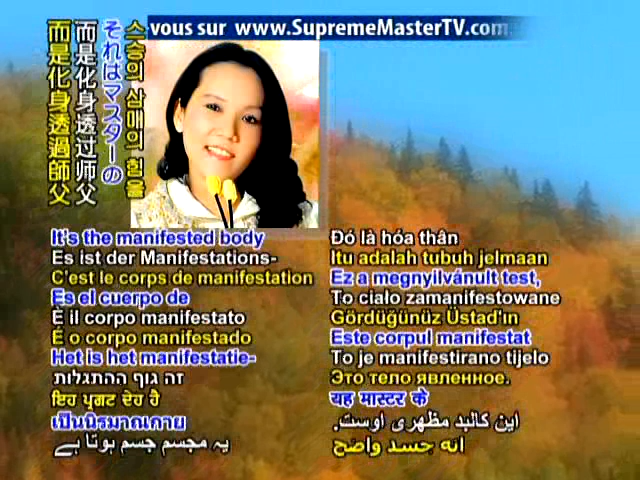 vous sur www.SupremeMasterTV.com
스승의 삼매의 힘을
それはマスターの
而是化身透过师父
而是化身透過師父
It's the manifested body
Es ist der Manifestations-
C'est le corps de manifestation
Es el cuerpo de
È il corpo manifestato
É o corpo manifestado
Het is het manifestatie-
זה גוף ההתגלות
ਇਹ ਪ੍ਰਗਟ ਦੇਹ ਹੈ
เป็นนิรมาณกาย
یہ مجسم جسم ہوتا ہے
Đó là hóa thân
Itu adalah tubuh jelmaan
Ez a megnyilvánult test,
To ciało zamanifestowane
Gördüğünüz Üstad'ın
Este corpul manifestat
To je manifestirano tijelo
Это тело явленное.
यह मास्टर के
این کالبد مظهری اوست.
انه جسد واضح